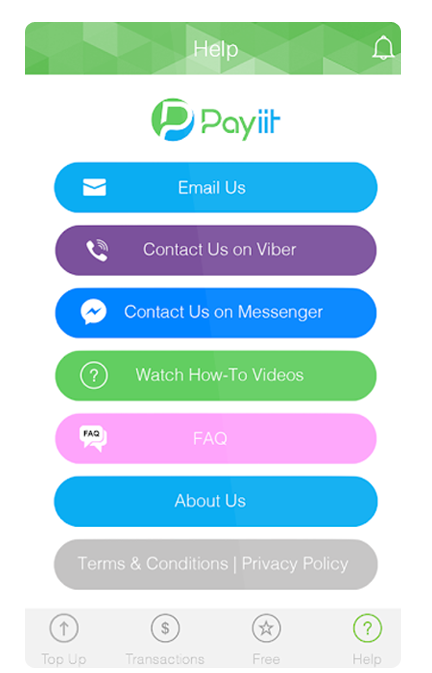 Help
Payiit
Email Us
Contact Us on Viber
Contact Us on Messenger
Watch How-To Videos
FAQ
FAQ
About Us
Terms & Conditions | Privacy Policy
Top Up
Transactions
Free
Help